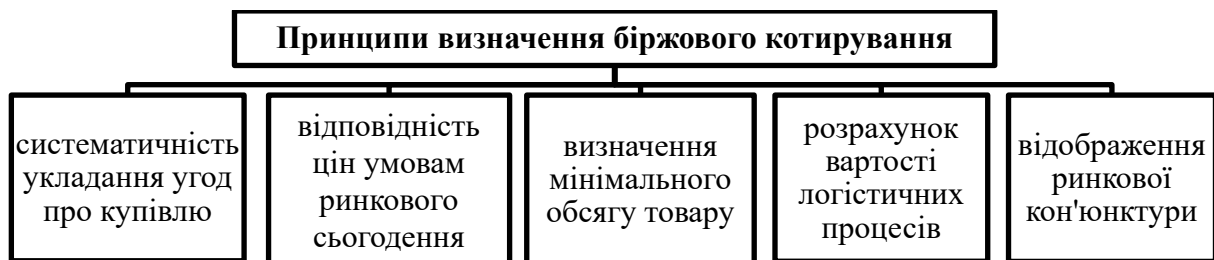 Принципи визначення біржового котирування
систематичність
укладання угод
про купівлю
відповідність
цін умовам
ринкового
сьогодення
визначення
мінімального
обсягу товару
розрахунок
вартості
логістичних
процесів
відображення
ринкової
кон'юнктури